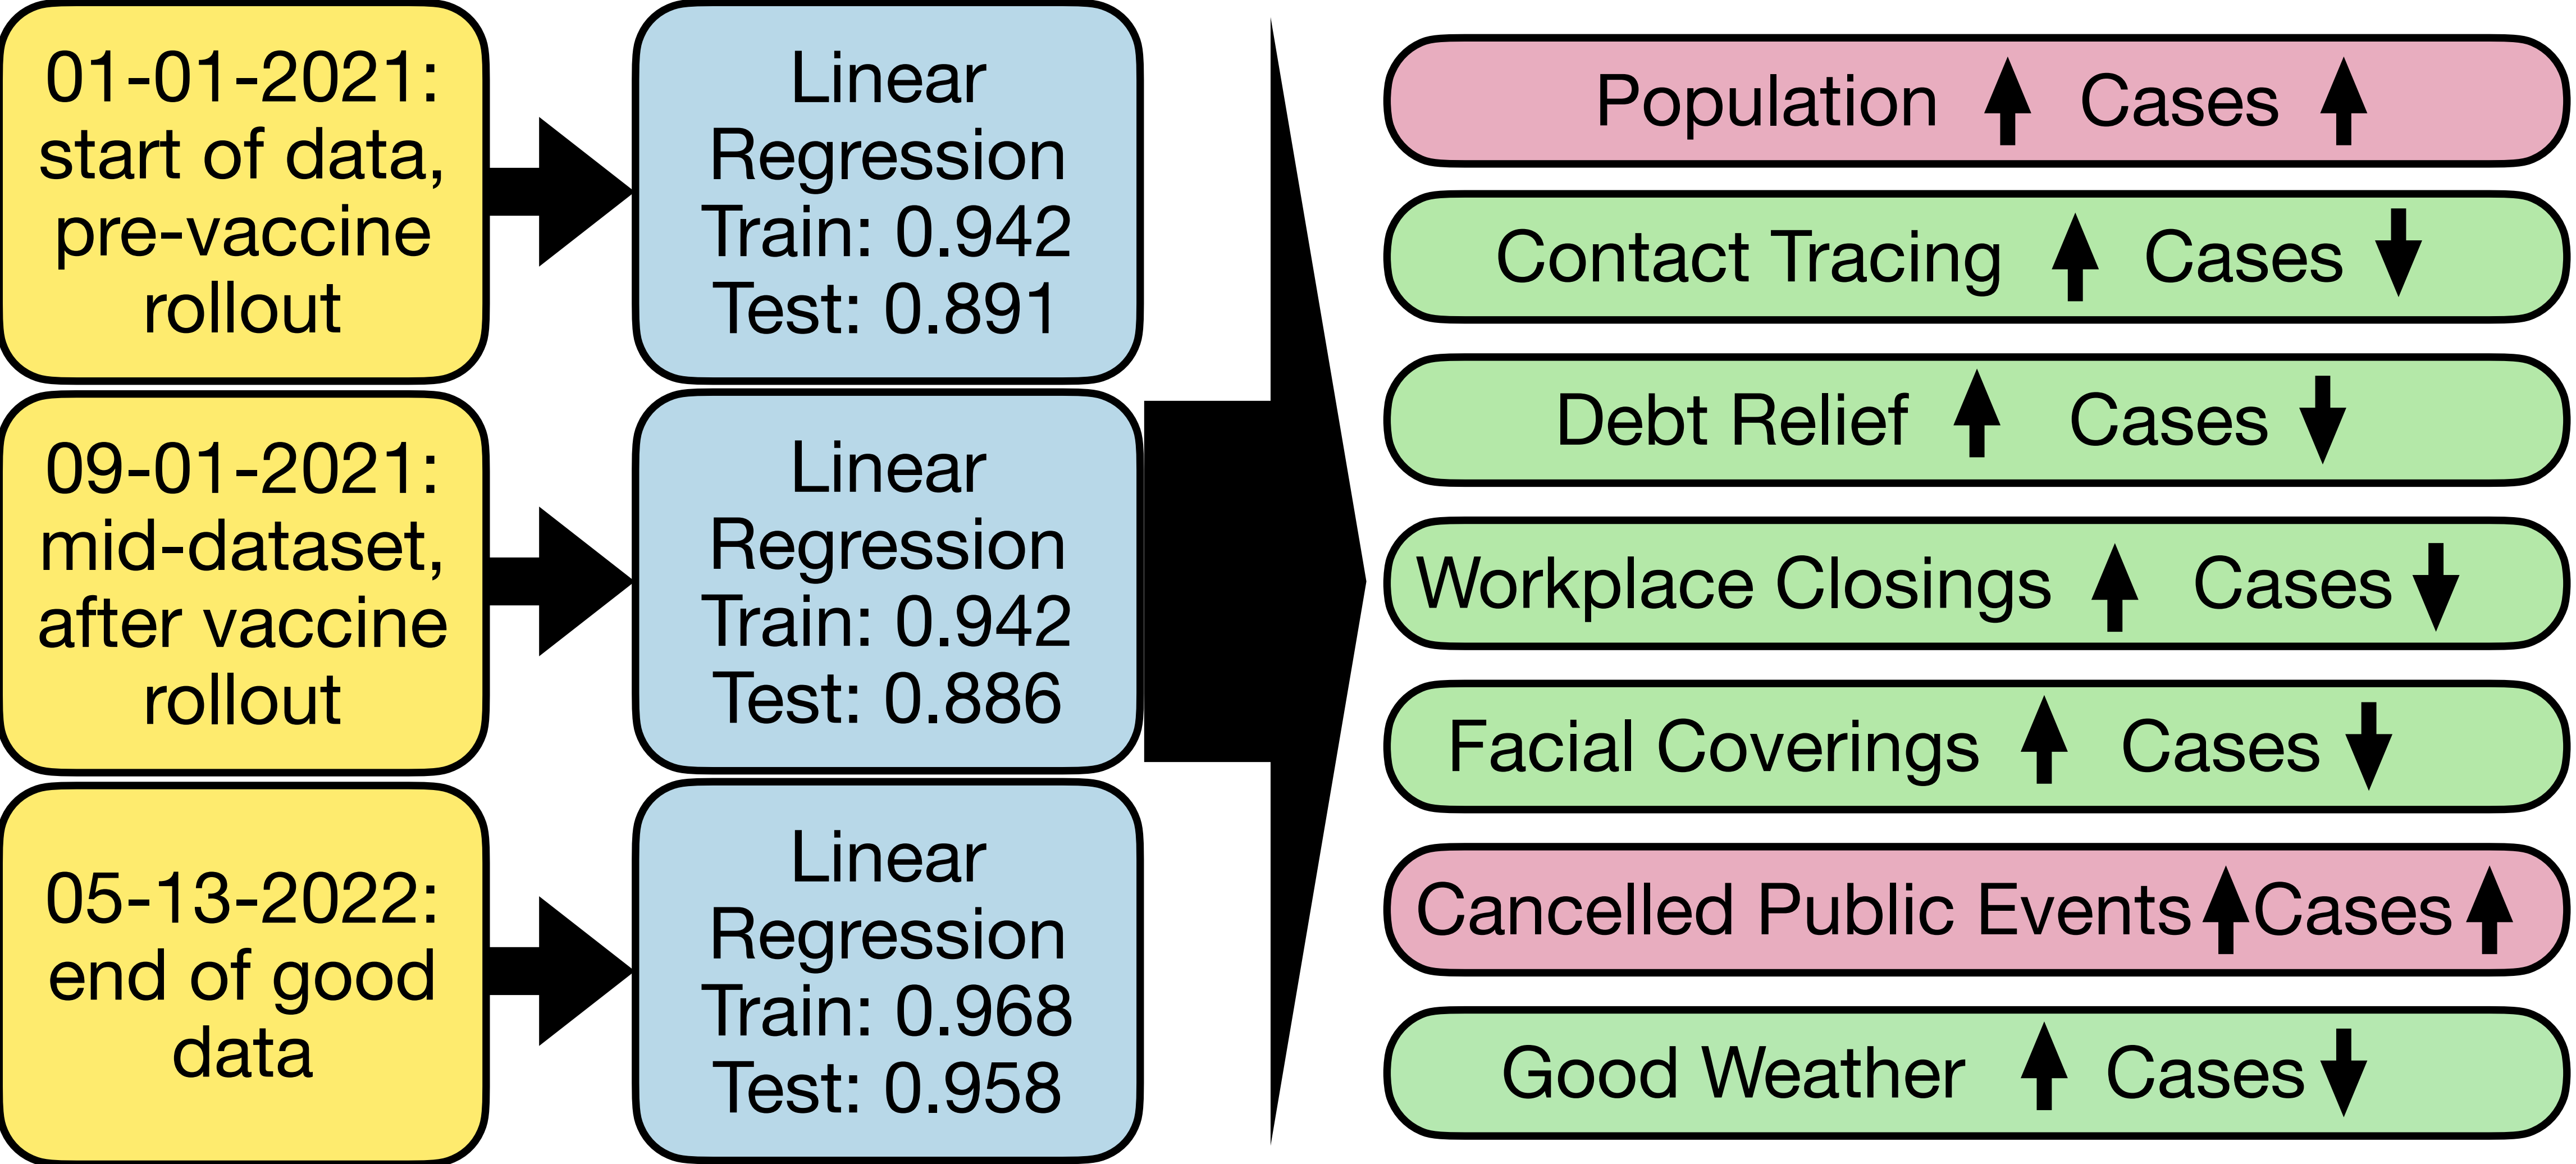 01-01-2021:
start of data,
pre-vaccine
rollout
Linear
Regression
Train: 0.942
Test: 0.891
09-01-2021:
mid-dataset,
after vaccine
rollout
Linear
Regression
Train: 0.942
Test: 0.886
05-13-2022:
end of good
data
Linear
Regression
Train: 0.968
Test: 0.958
Population Cases
Contact Tracing Cases
Debt Relief Cases
Workplace Closings Cases
Facial Coverings Cases
Cancelled Public Events Cases
Good Weather Cases